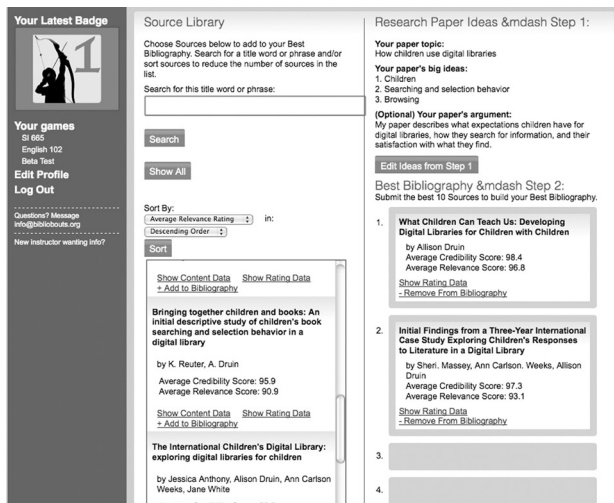 Your Latest Badge
1
Your games
SI 665
English 102
Beta Test
Edit Profile
Log Out
Questions? Message
info@bibliobouts.org
New instructor wanting info?
Source Library
Choose Sources below to add to your Best
Bibliography. Search for a title word or phrase and/or
sort sources to reduce the number of sources in the
list.
Search for this title word or phrase:
Search
Show All
Sort By:
Average Relevance Rating in:
Descending Order
Sort
Show Content Data Show Rating Data
+ Add to Bibliography
Bringing together children and books: An
initial descriptive study of children's book
searching and selection behavior in a
digital library
by K. Reuter, A. Druin
Average Credibility Score: 95.9
Average Relevance Score: 90.9
Show Content Data Show Rating Data
+ Add to Bibliography
The International Children's Digital Library:
exploring digital libraries for children
by Jessica Anthony, Alison Druin, Ann Carlson
Weeks, Jane White
Research Paper Ideas &mdash Step 1:
Your paper topic:
How children use digital libraries
Your paper's big ideas:
1. Children
2. Searching and selection behavior
3. Browsing
(Optional) Your paper's argument:
My paper describes what expectations children have for
digital libraries, how they search for information, and their
satisfaction with what they find.
Edit Ideas from Step 1
Best Bibliography &mdash Step 2:
Submit the best 10 Sources to build your Best Bibliography.
1. What Children Can Teach Us: Developing
Digital Libraries for Children with Children
by Allison Druin
Average Credibility Score: 98.4
Average Relevance Score: 96.8
Show Rating Data
- Remove From Bibliography
2. Initial Findings from a Three-Year International
Case Study Exploring Children's Responses
to Literature in a Digital Library
by Sheri. Massey, Ann Carlson. Weeks, Allison
Druin
Average Credibility Score: 97.3
Average Relevance Score: 93.1
Show Rating Data
- Remove From Bibliography
3.
4.